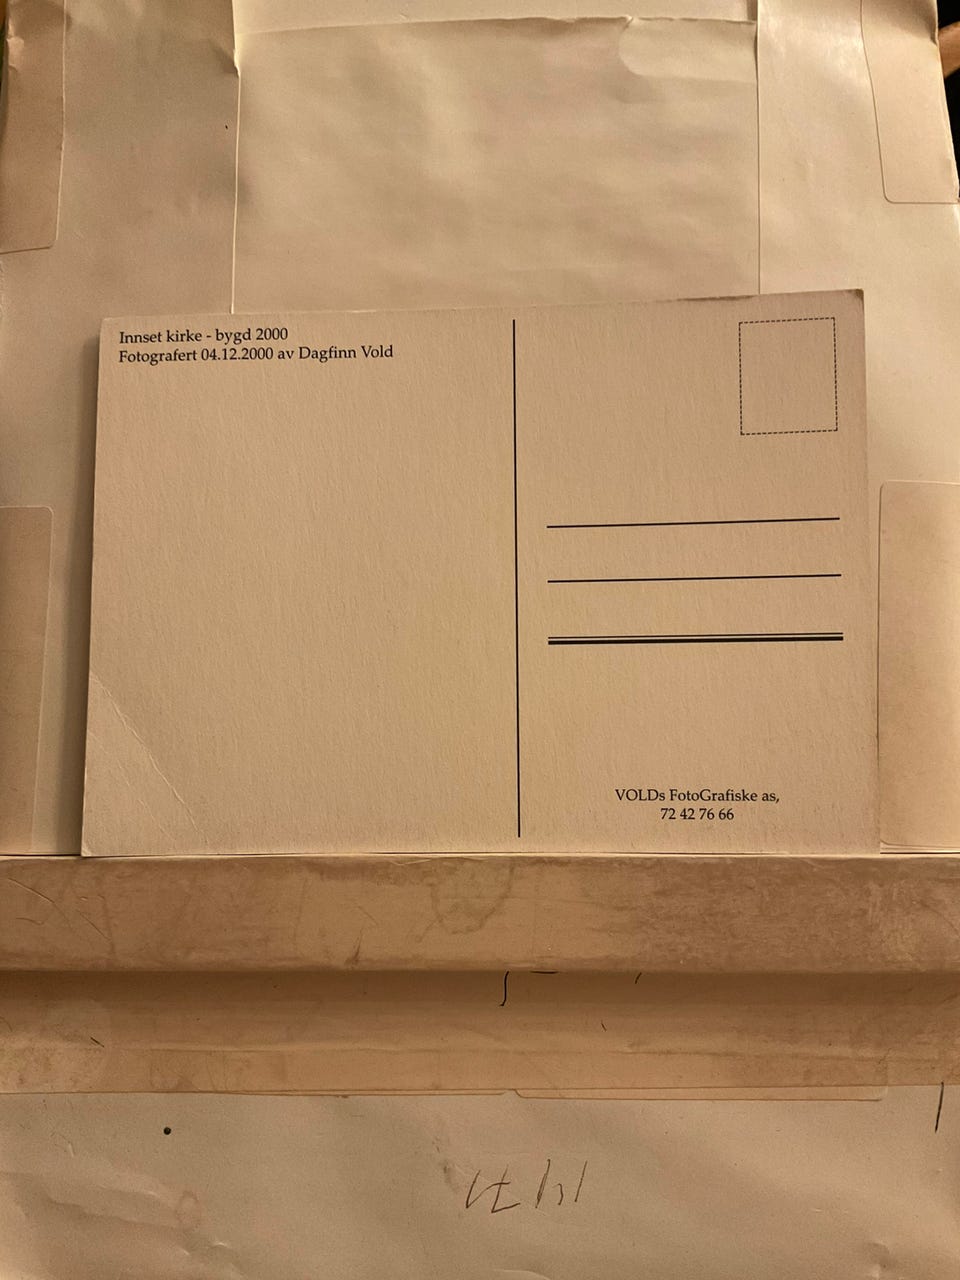 Innset kirke - bygd 2000
Fotografert 04.12.2000 av Dagfinn Vold
VOLDs FotoGrafiske as,
72 42 76 66